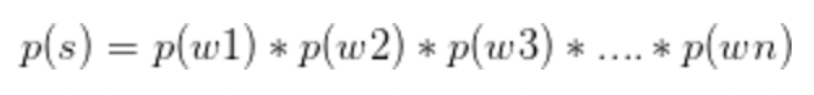 p(s) = p(w1) * p(w2) * p(w3) * .... * p(wn)